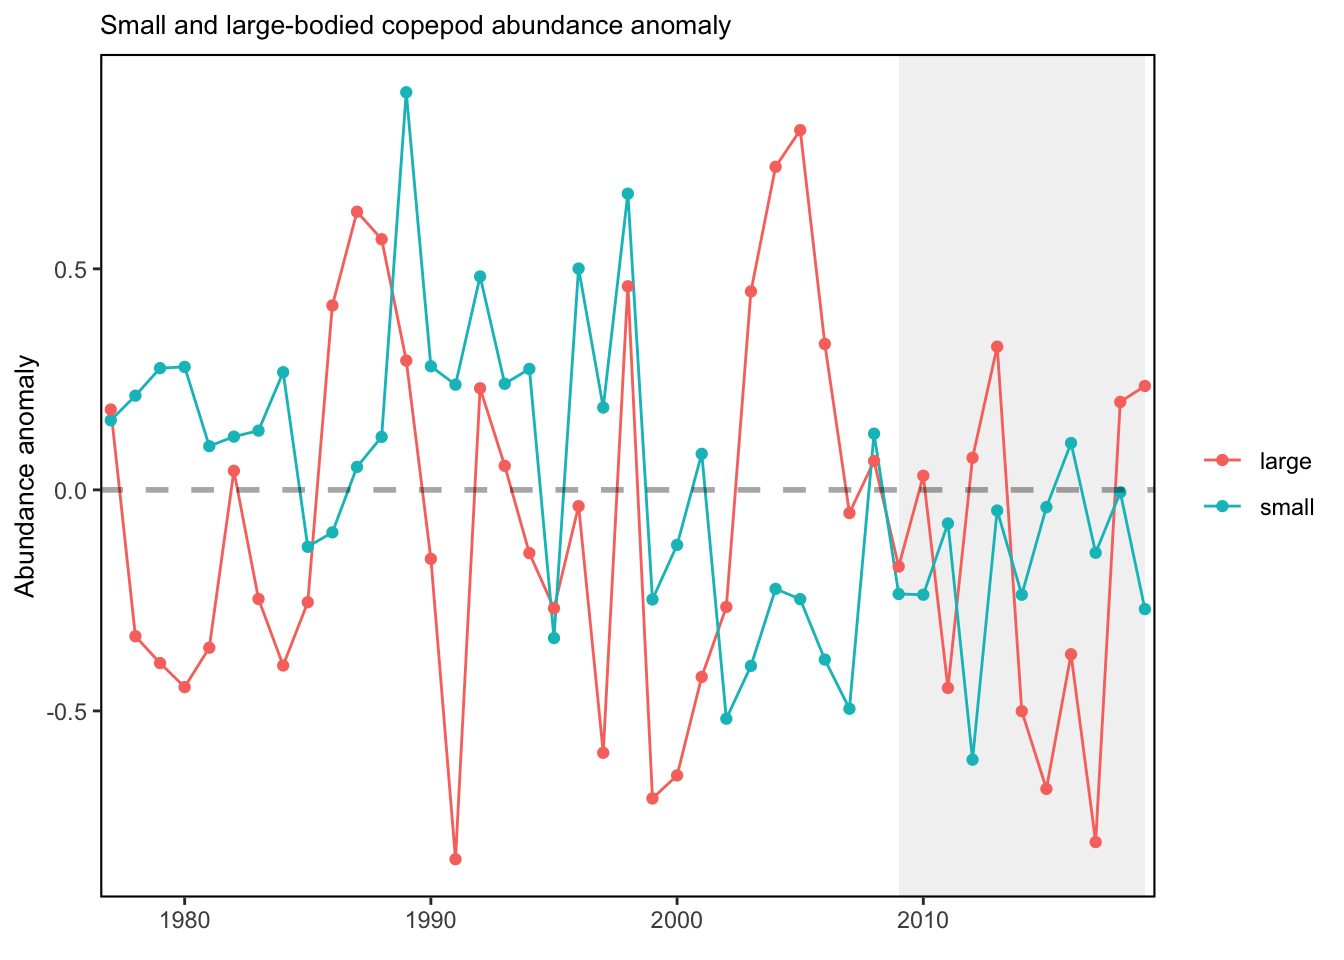 Small and large-bodied copepod abundance anomaly
Abundance anomaly
0.5
0.0
-0.5
1980
1990
2000
2010
large
small